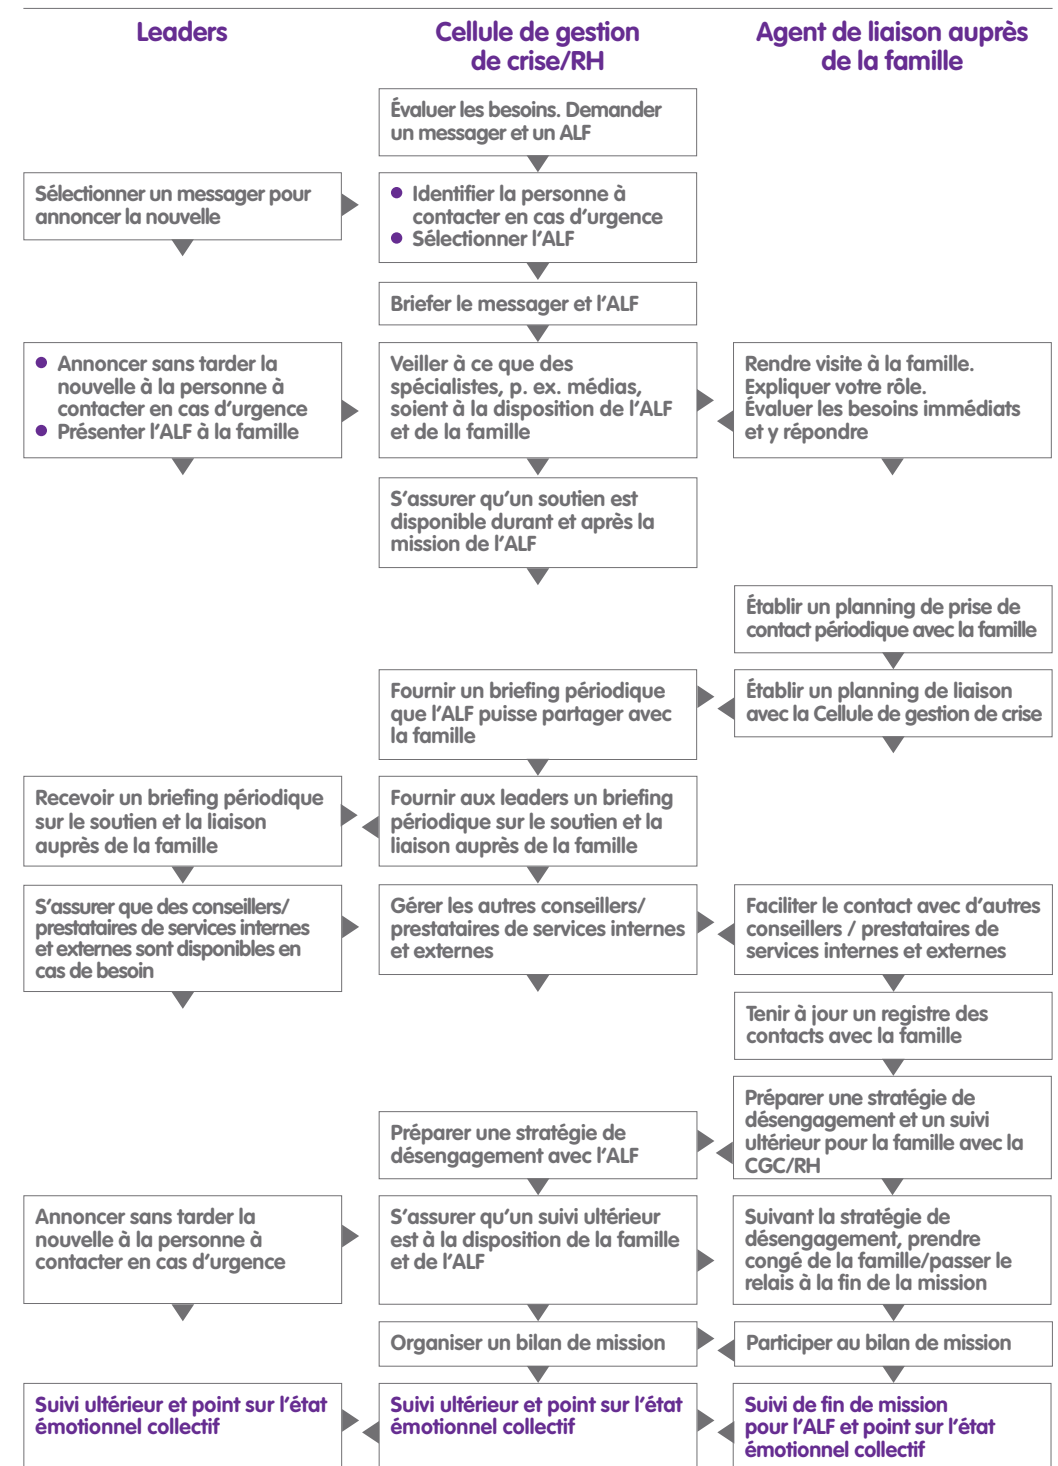 Leaders
Cellule de gestion
de crise/RH
Agent de liaison auprès
de la famille
Évaluer les besoins. Demander
un messager et un ALF
Sélectionner un messager pour
annoncer la nouvelle
• Identifier la personne à
contacter en cas d’urgence
• Sélectionner l’ALF
Briefer le messager et l’ALF
• Annoncer sans tarder la
nouvelle à la personne à
contacter en cas d’urgence
• Présenter l’ALF à la famille
Veiller à ce que des
spécialistes, p. ex. médias,
soient à la disposition de l’ALF
et de la famille
Rendre visite à la famille.
Expliquer votre rôle.
Évaluer les besoins immédiats
et y répondre
S’assurer qu’un soutien est
disponible durant et après la
mission de l’ALF
Établir un planning de prise de
contact périodique avec la famille
Fournir un briefing périodique
que l’ALF puisse partager avec
la famille
Établir un planning de liaison
avec la Cellule de gestion de crise
Recevoir un briefing périodique
sur le soutien et la liaison
auprès de la famille
Fournir aux leaders un briefing
périodique sur le soutien et la
liaison auprès de la famille
S’assurer que des conseillers/
prestataires de services internes
et externes sont disponibles en
cas de besoin
Gérer les autres conseillers/
prestataires de services internes
et externes
Faciliter le contact avec d’autres
conseillers / prestataires de
services internes et externes
Tenir à jour un registre des
contacts avec la famille
Préparer une stratégie de
désengagement avec l’ALF
Préparer une stratégie de
désengagement et un suivi
ultérieur pour la famille avec la
CGC/RH
Annoncer sans tarder la
nouvelle à la personne à
contacter en cas d’urgence
S’assurer qu’un suivi ultérieur
est à la disposition de la famille
et de l’ALF
Suivant la stratégie de
désengagement, prendre
congé de la famille/passer le
relais à la fin de la mission
Organiser un bilan de mission
Participer au bilan de mission
Suivi ultérieur et point sur l’état
émotionnel collectif
Suivi ultérieur et point sur l’état
émotionnel collectif
Suivi de fin de mission
pour l’ALF et point sur l’état
émotionnel collectif